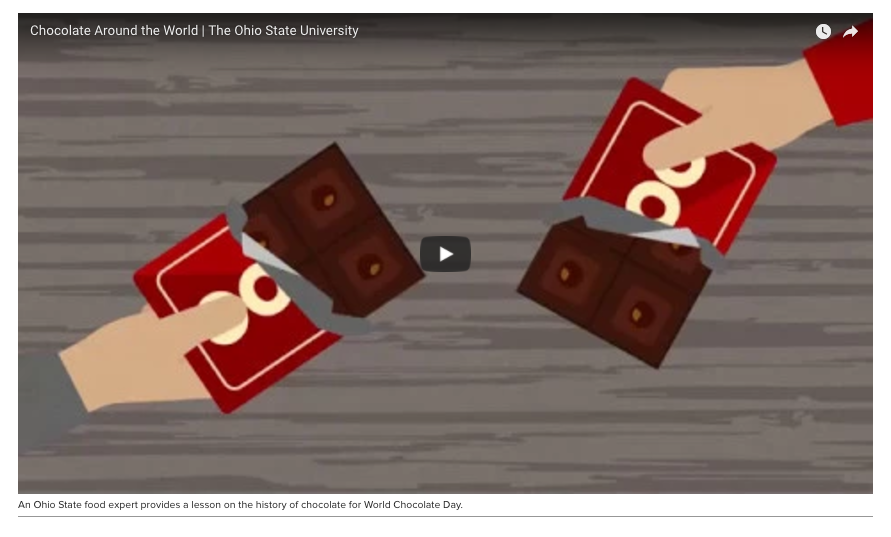 Chocolate Around the World | The Ohio State University
An Ohio State food expert provides a lesson on the history of chocolate for World Chocolate Day.